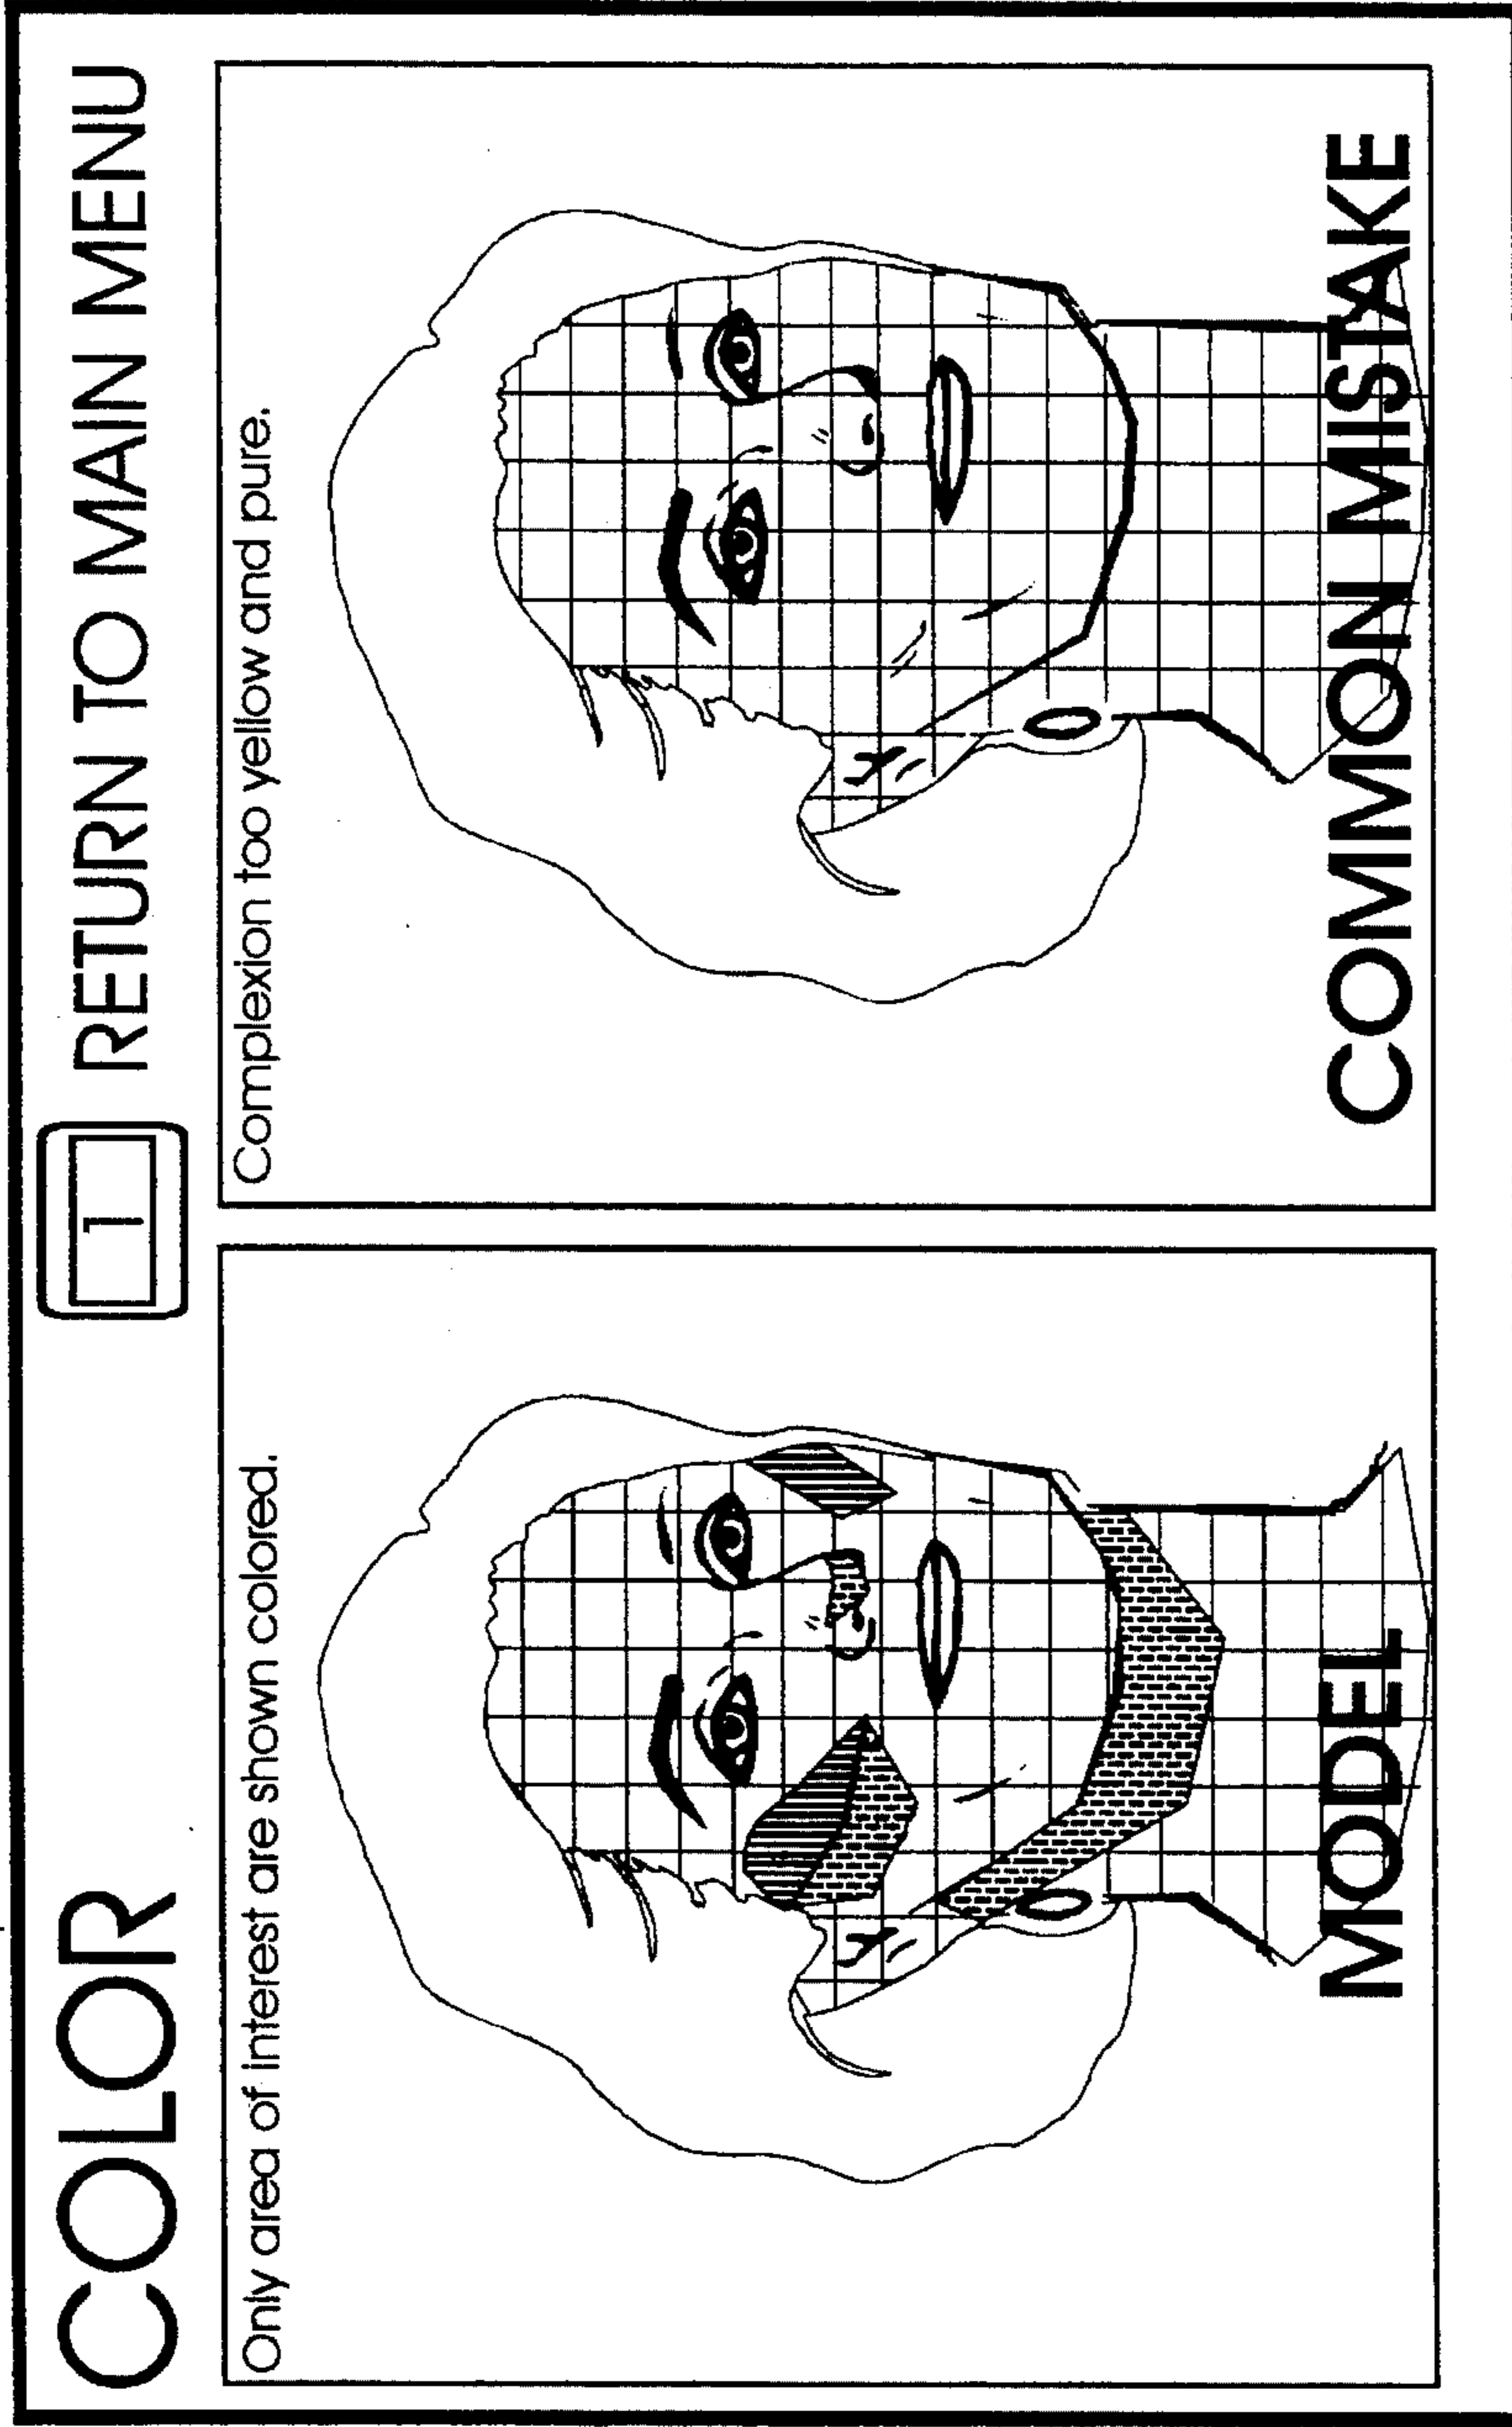 COLOR
1 RETURN TO MAIN MENU
Only area of interest are shown colored.
MODEL
Complexion too yellow and pure.
COMMON MISTAKE